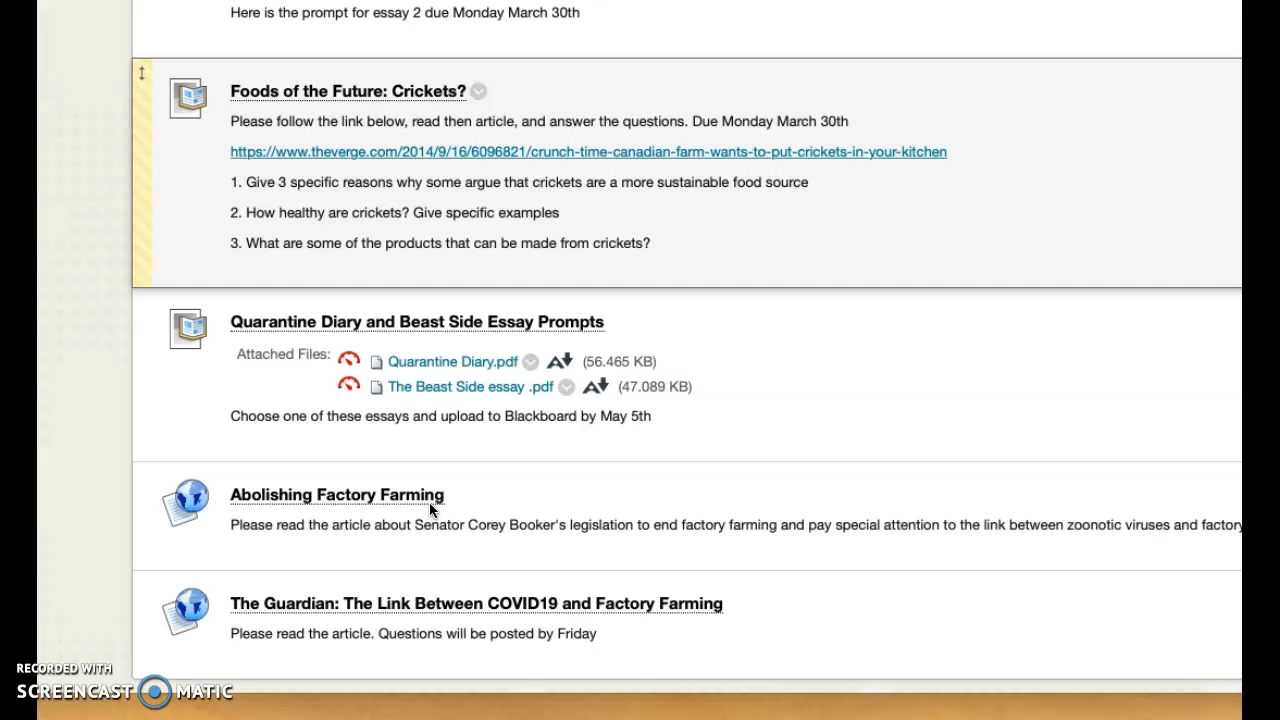 Here is the prompt for essay 2 due Monday March 30th
Foods of the Future: Crickets?
Please follow the link below, read then article, and answer the questions. Due Monday March 30th
https://www.theverge.com/2014/9/16/6096821/crunch-time-canadian-farm-wants-to-put-crickets-in-your-kitchen
1. Give 3 specific reasons why some argue that crickets are a more sustainable food source
2. How healthy are crickets? Give specific examples
3. What are some of the products that can be made from crickets?
Quarantine Diary and Beast Side Essay Prompts
Attached Files: Quarantine Diary.pdf A (56.465 KB)
The Beast Side essay .pdf A (47.089 KB)
Choose one of these essays and upload to Blackboard by May 5th
Abolishing Factory Farming
Please read the article about Senator Corey Booker's legislation to end factory farming and pay special attention to the link between zoonotic viruses and factory
The Guardian: The Link Between COVID19 and Factory Farming
Please read the article. Questions will be posted by Friday
RECORDED WITH
SCREENCAST MATIC